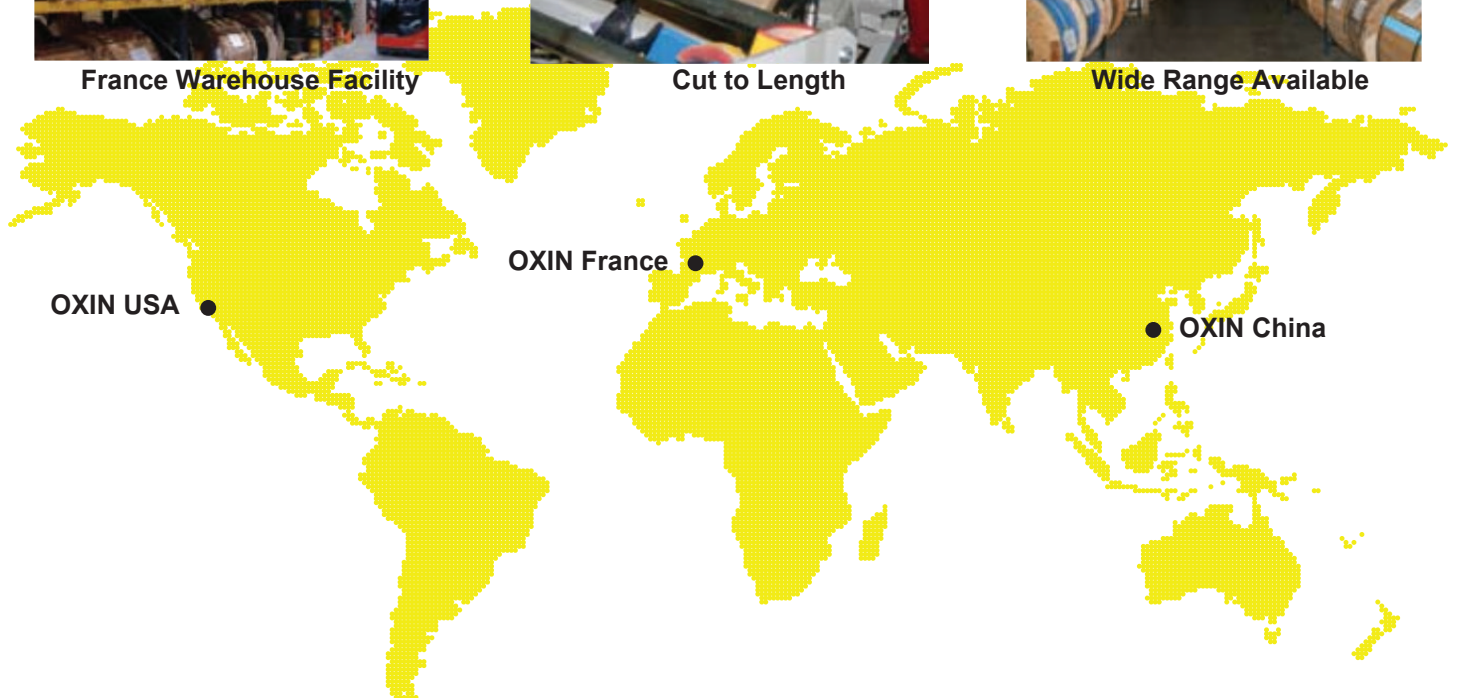 France Warehouse Facility
Cut to Length
Wide Range Available
OXIN France
OXIN USA
OXIN China